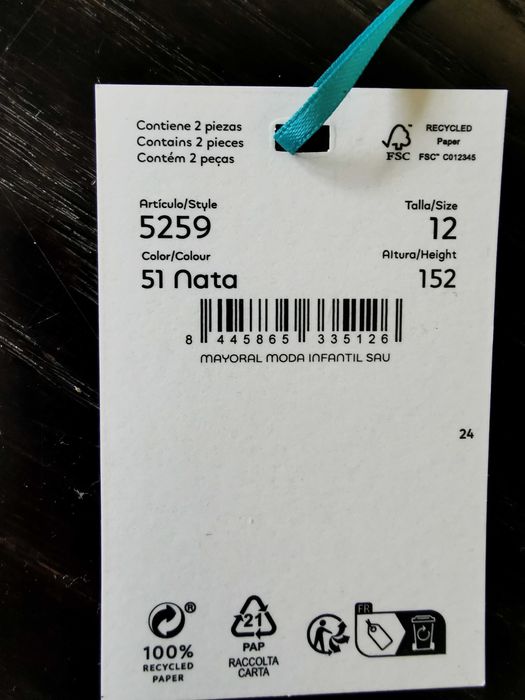 Contiene 2 piezas
Contains 2 pieces
Contém 2 peças
RECYCLED
Paper
FSC
FSC™ C012345
Artículo/Style
5259
Talla/Size
12
Color/Colour
51 Nata
Altura/Height
152
8 445865 335126
MAYORAL MODA INFANTIL SAU
24
®
100%
RECYCLED
PAPER
21
PAP
RACCOLTA
CARTA
FR